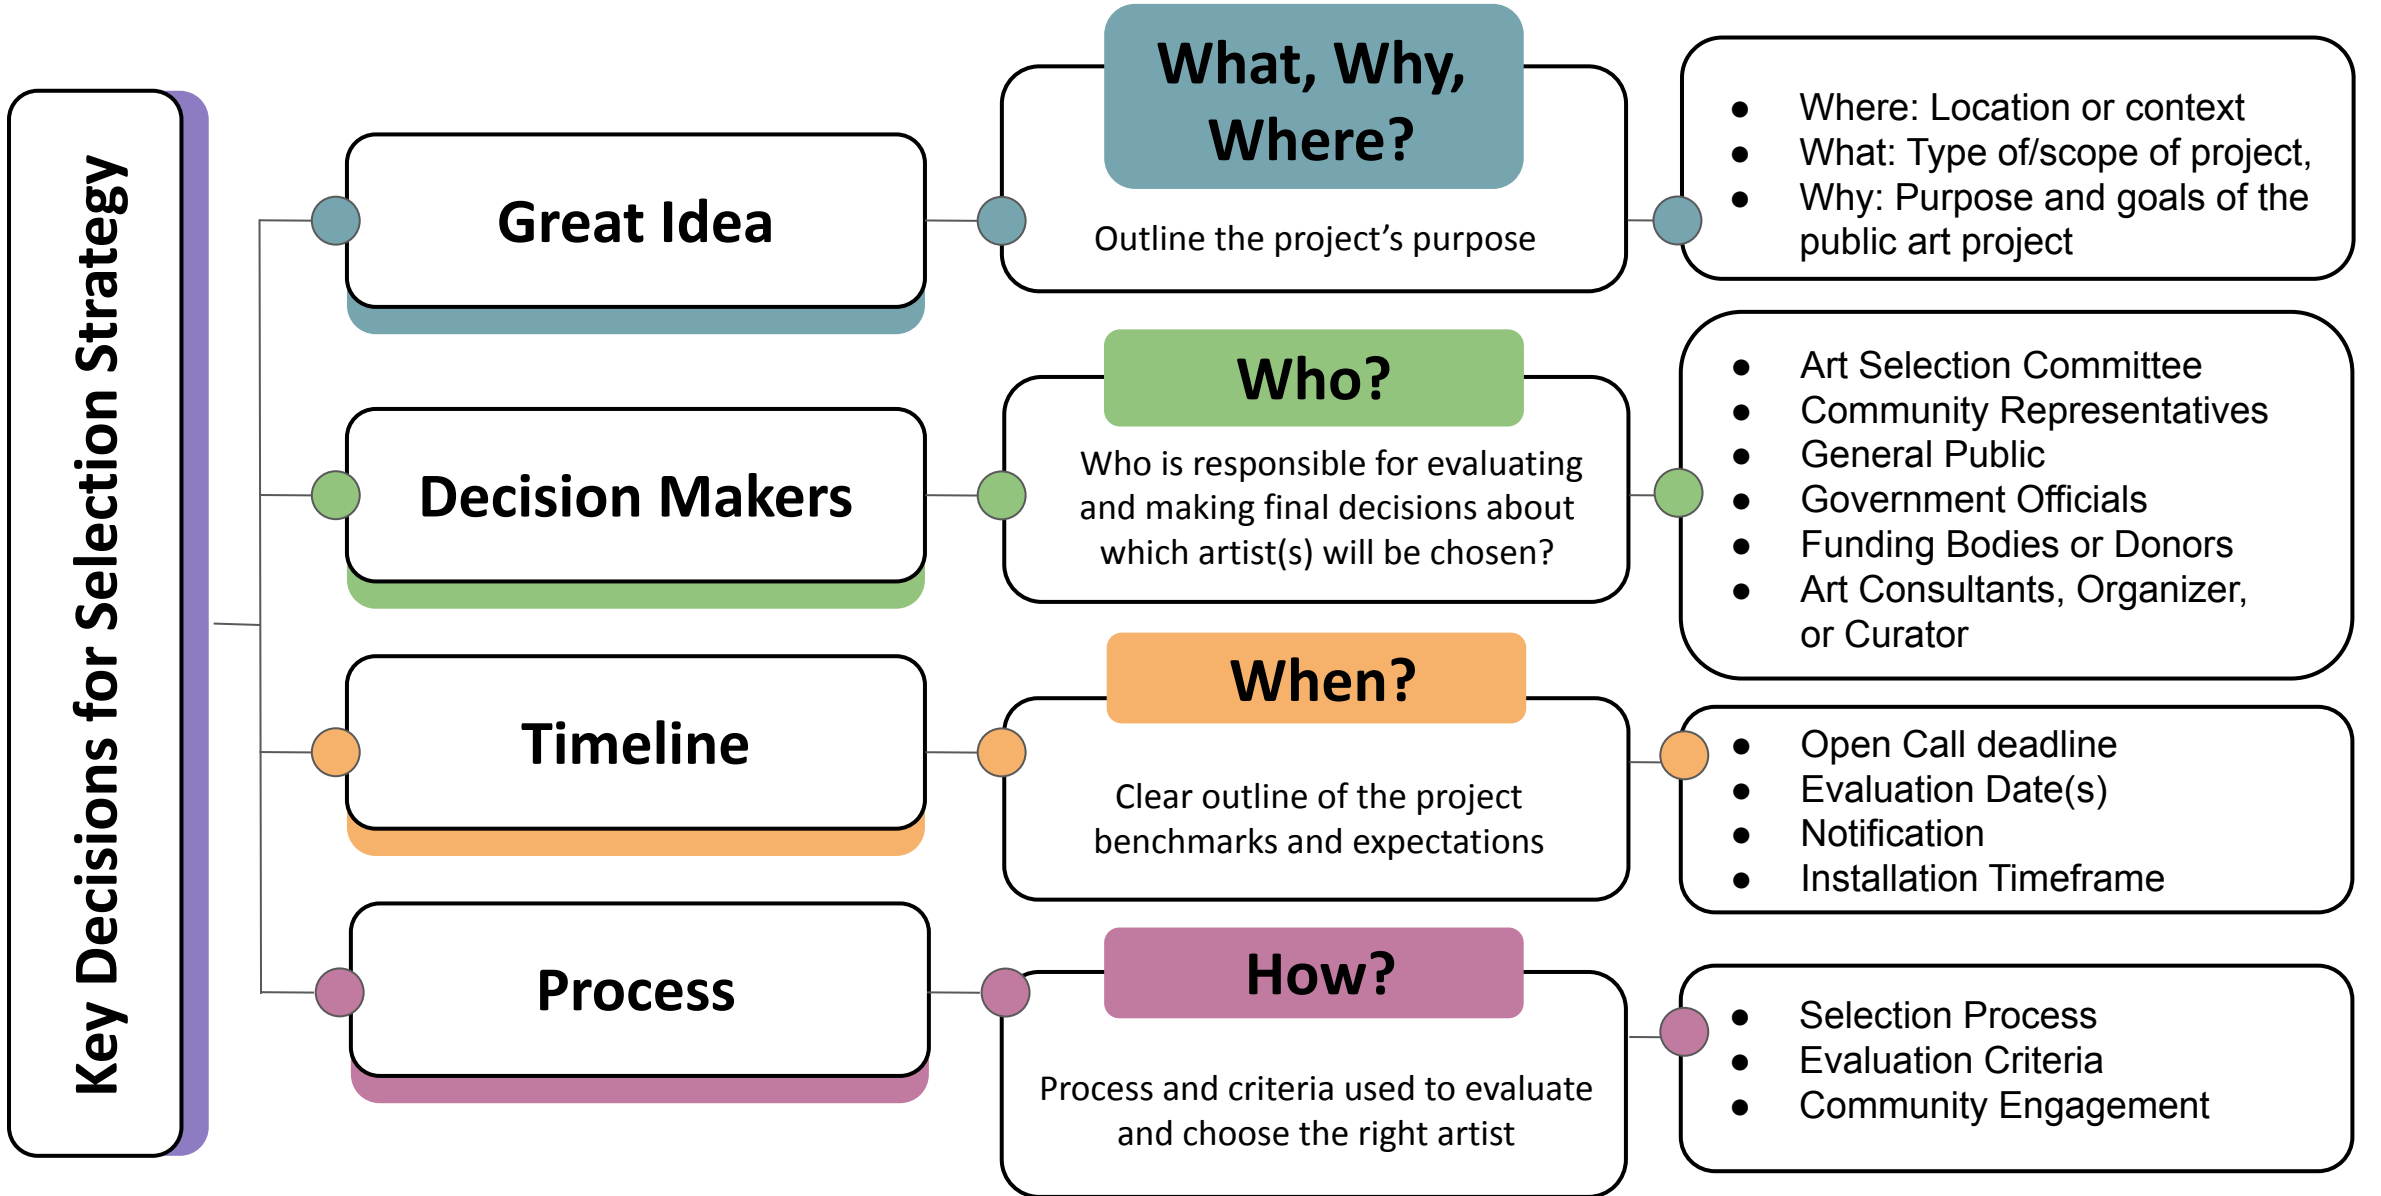 Key Decisions for Selection Strategy
Great Idea
What, Why,
Where?
Outline the project’s purpose
● Where: Location or context
● What: Type of/scope of project,
● Why: Purpose and goals of the
public art project
Decision Makers
Who?
Who is responsible for evaluating
and making final decisions about
which artist(s) will be chosen?
● Art Selection Committee
● Community Representatives
● General Public
● Government Officials
● Funding Bodies or Donors
● Art Consultants, Organizer,
or Curator
Timeline
When?
Clear outline of the project
benchmarks and expectations
● Open Call deadline
● Evaluation Date(s)
● Notification
● Installation Timeframe
Process
How?
Process and criteria used to evaluate
and choose the right artist
● Selection Process
● Evaluation Criteria
● Community Engagement